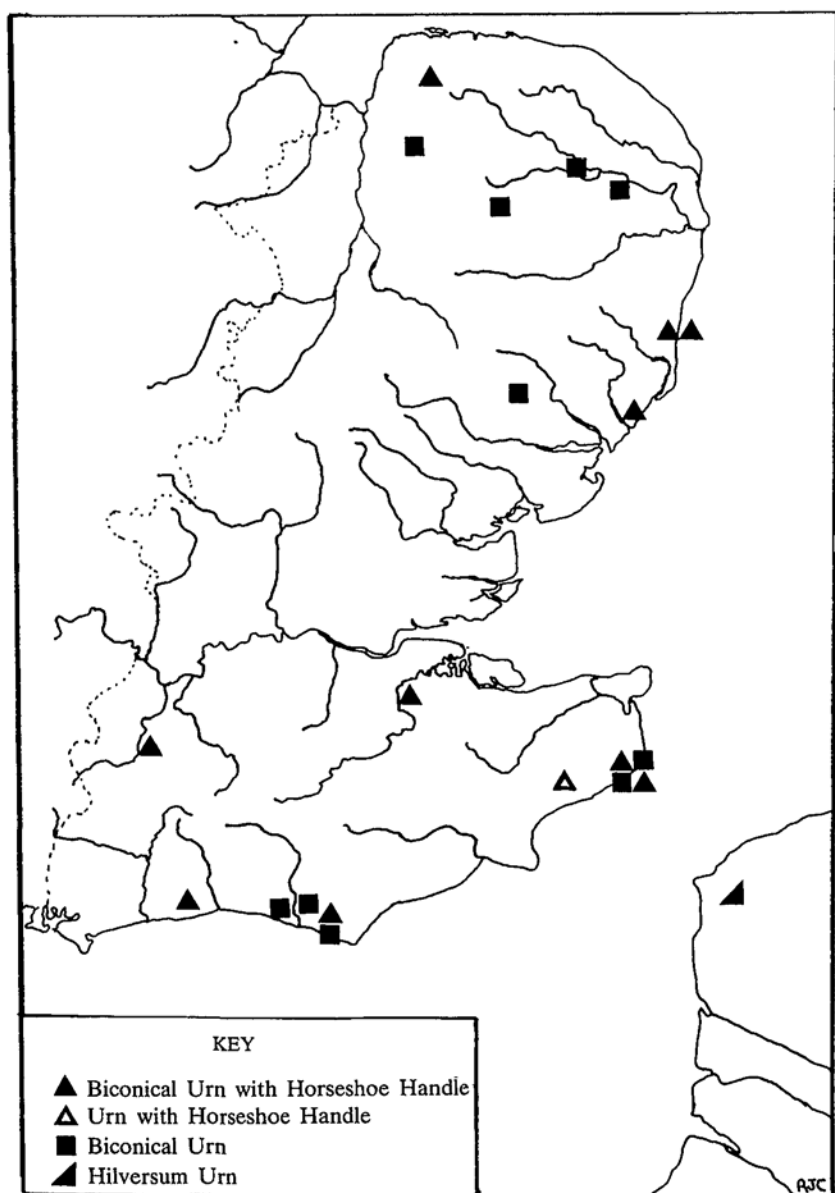 KEY
Biconical Urn with Horseshoe Handle
Urn with Horseshoe Handle
Biconical Urn
Hilversum Urn
AJC